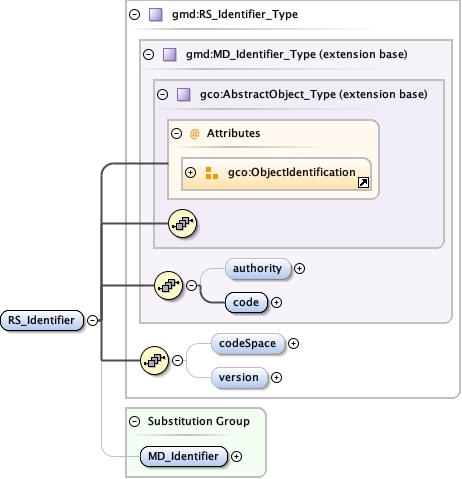 gmd:RS_Identifier_Type
gmd:MD_Identifier_Type (extension base)
gco:AbstractObject_Type (extension base)
@ Attributes
gco:ObjectIdentification
authority
code
RS_Identifier
codeSpace
version
Substitution Group
MD_Identifier